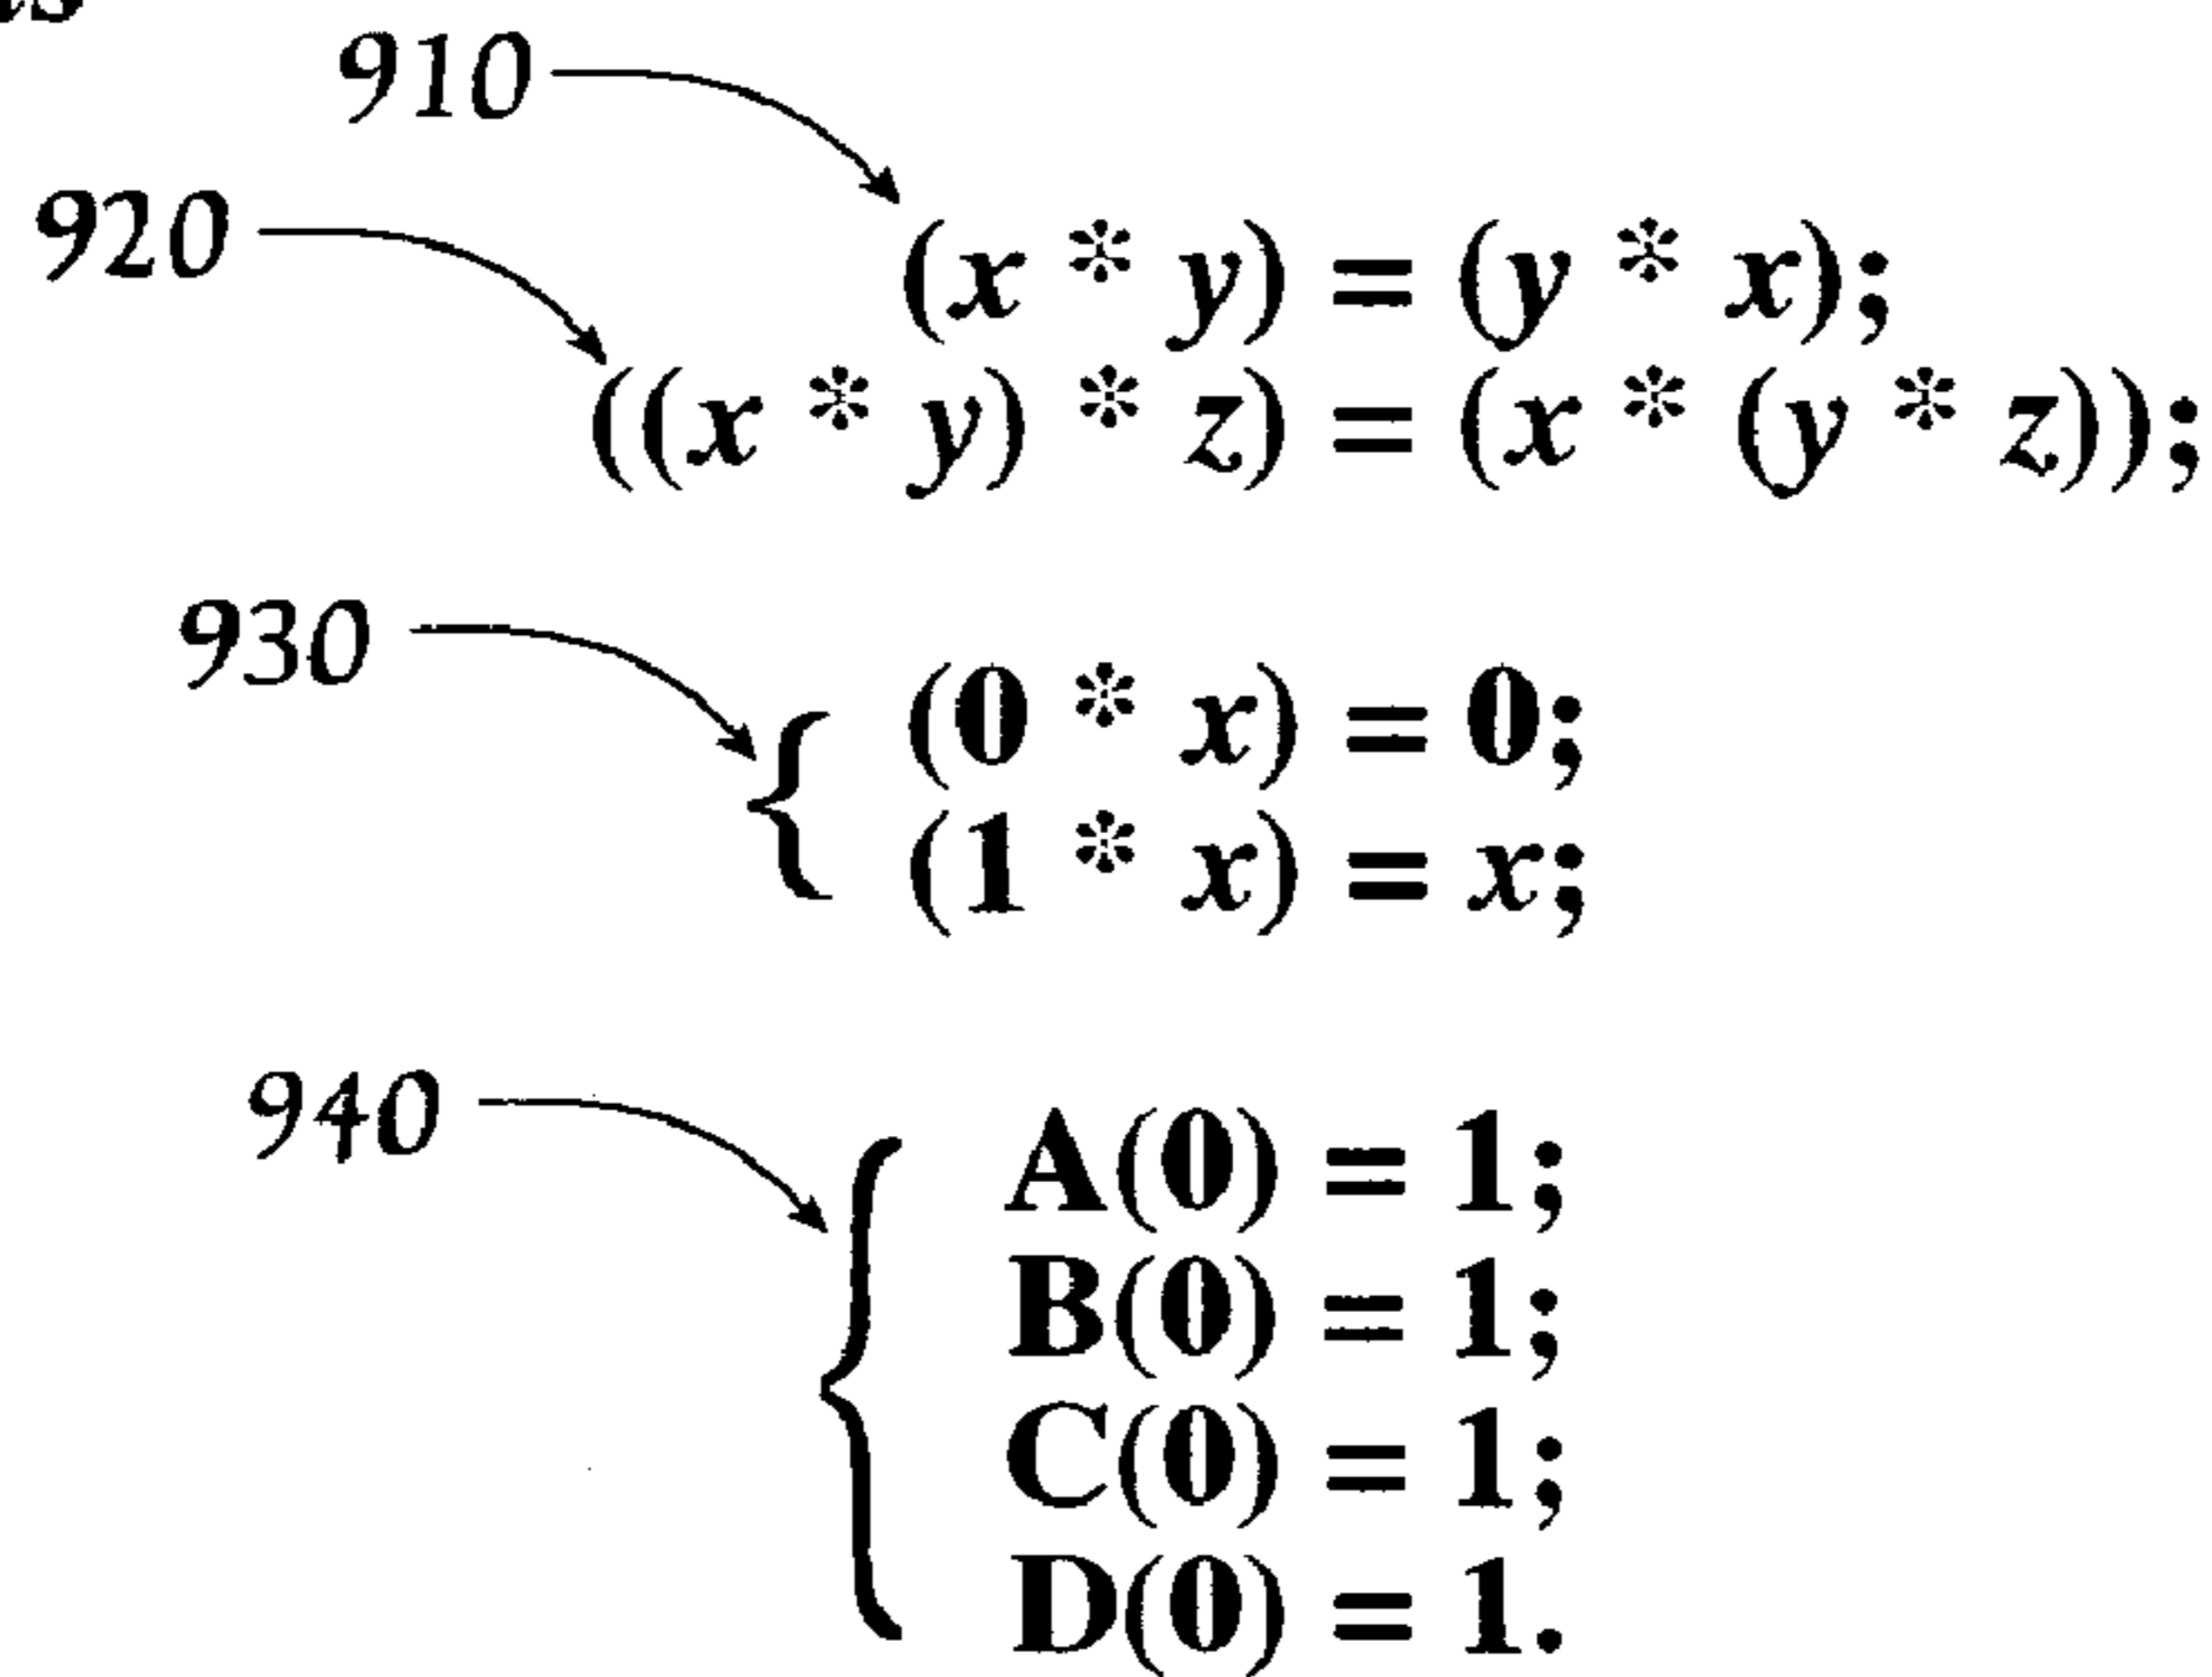 910
(x * y) = (y * x);
920
((x * y) * z) = (x * (y * z));
930
(0 * x) = 0;
(1 * x) = x;
940
A(0) = 1;
B(0) = 1;
C(0) = 1;
D(0) = 1.